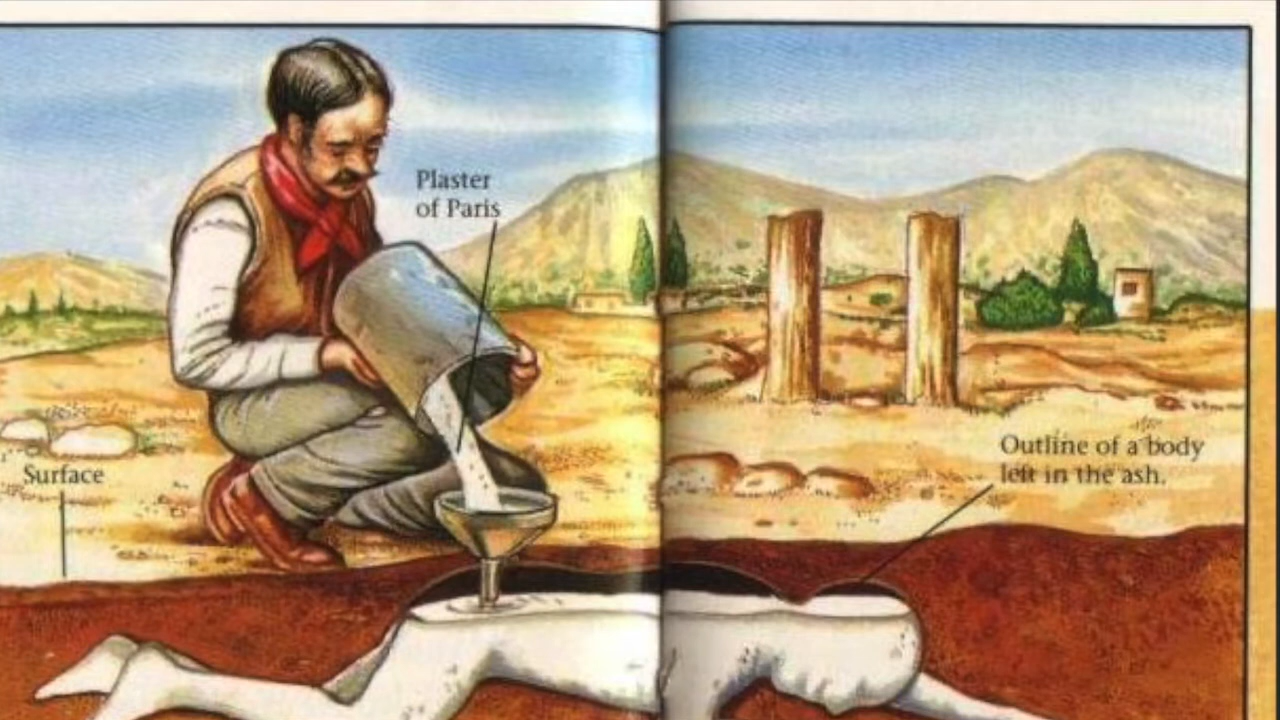 Plaster
of Paris
Surface
Outline of a body
left in the ash.